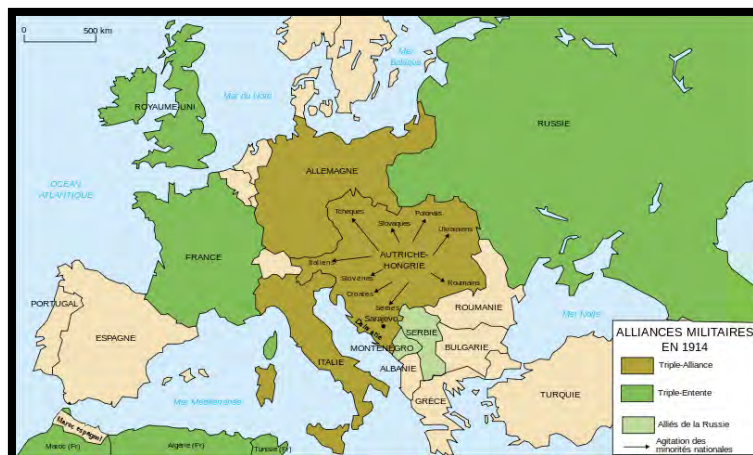 0 500 km
Mer
Baltique
Mer du Nord
ROYAUME-UNI
RUSSIE
OCEAN
ATLANTIQUE
ALLEMAGNE
Tchèques
Polonais
Slovaques
Ukrainiens
FRANCE
AUTRICHE-
HONGRIE
Italiens
Slovènes
Roumains
Croates
Serbes
Sarajevo
PORTUGAL
ESPAGNE
ROUMANIE
Mer Noire
SERBIE
MONTENEGRO
BULGARIE
ITALIE
ALBANIE
GRÈCE
TURQUIE
Mer Méditerranée
Maroc espagnol
Maroc (Fr)
Algérie (Fr)
Tunisie (Fr)
ALLIANCES MILITAIRES
EN 1914
Triple-Alliance
Triple-Entente
Alliés de la Russie
Agitation des
minorités nationales